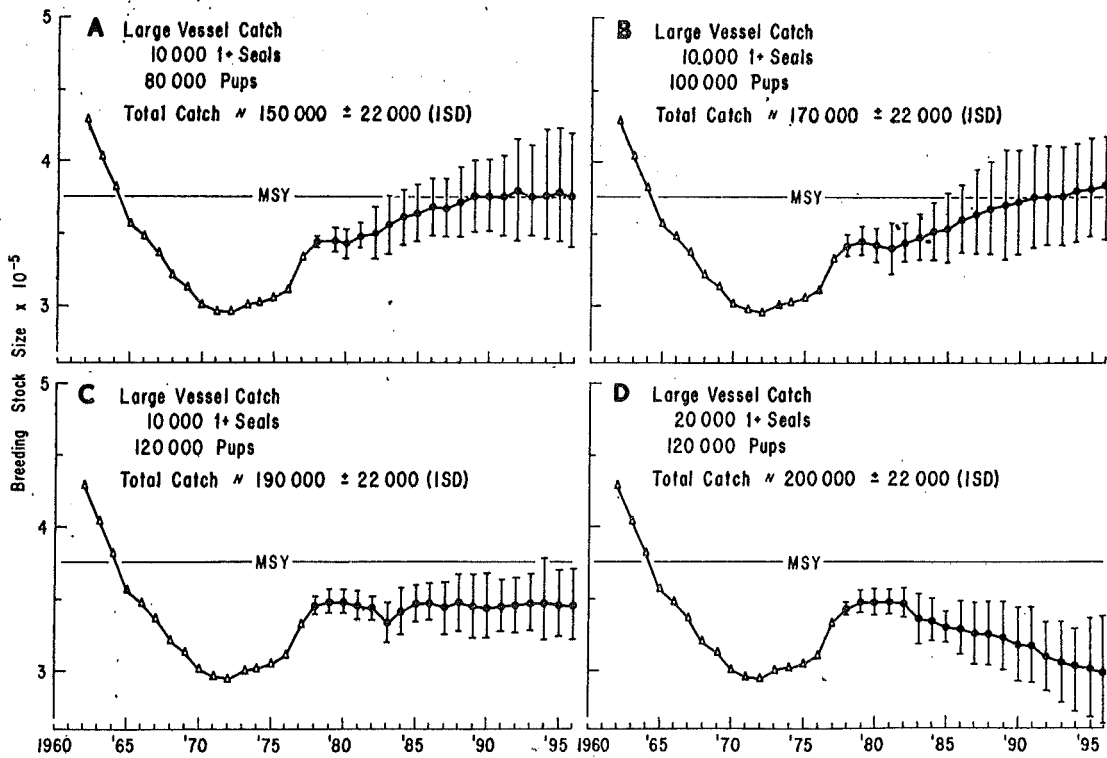 A Large Vessel Catch
10 000 1+ Seals
80 000 Pups
Total Catch ≈ 150 000 ± 22 000 (1SD)
MSY
B Large Vessel Catch
10,000 1+ Seals
100 000 Pups
Total Catch ≈ 170 000 ± 22 000 (1SD)
MSY
5
4
3
Breeding Stock Size x 10⁻⁵
C Large Vessel Catch
10 000 1+ Seals
120 000 Pups
Total Catch ≈ 190 000 ± 22 000 (1SD)
MSY
D Large Vessel Catch
20 000 1+ Seals
120 000 Pups
Total Catch ≈ 200 000 ± 22 000 (1SD)
MSY
5
4
3
1960 '65 '70 '75 '80 '85 '90 '95
1960 '65 '70 '75 '80 '85 '90 '95